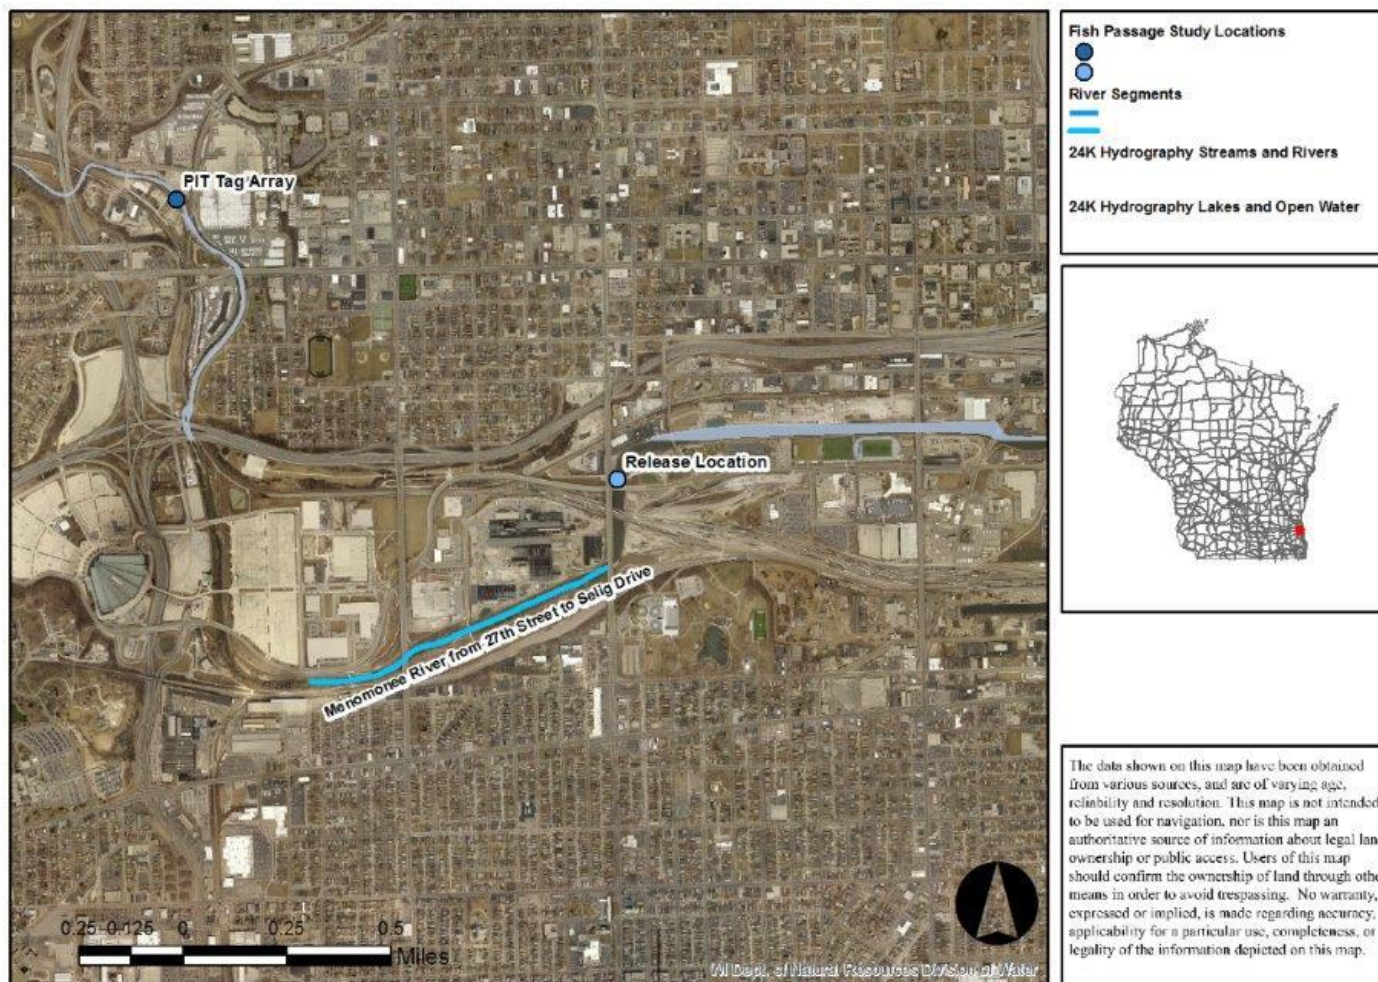 Fish Passage Study Locations
River Segments
24K Hydrography Streams and Rivers
24K Hydrography Lakes and Open Water
PIT Tag Array
Release Location
Menomonee River from 27th Street to Selig Drive
0.25 0.125 0 0.25 0.5
Miles
WI Dept. of Natural Resources Division of Water
The data shown on this map have been obtained
from various sources, and are of varying age,
reliability and resolution. This map is not intended
to be used for navigation, nor is this map an
authoritative source of information about legal lan
ownership or public access. Users of this map
should confirm the ownership of land through othe
means in order to avoid trespassing. No warranty,
expressed or implied, is made regarding accuracy,
applicability for a particular use, completeness, or
legality of the information depicted on this map.